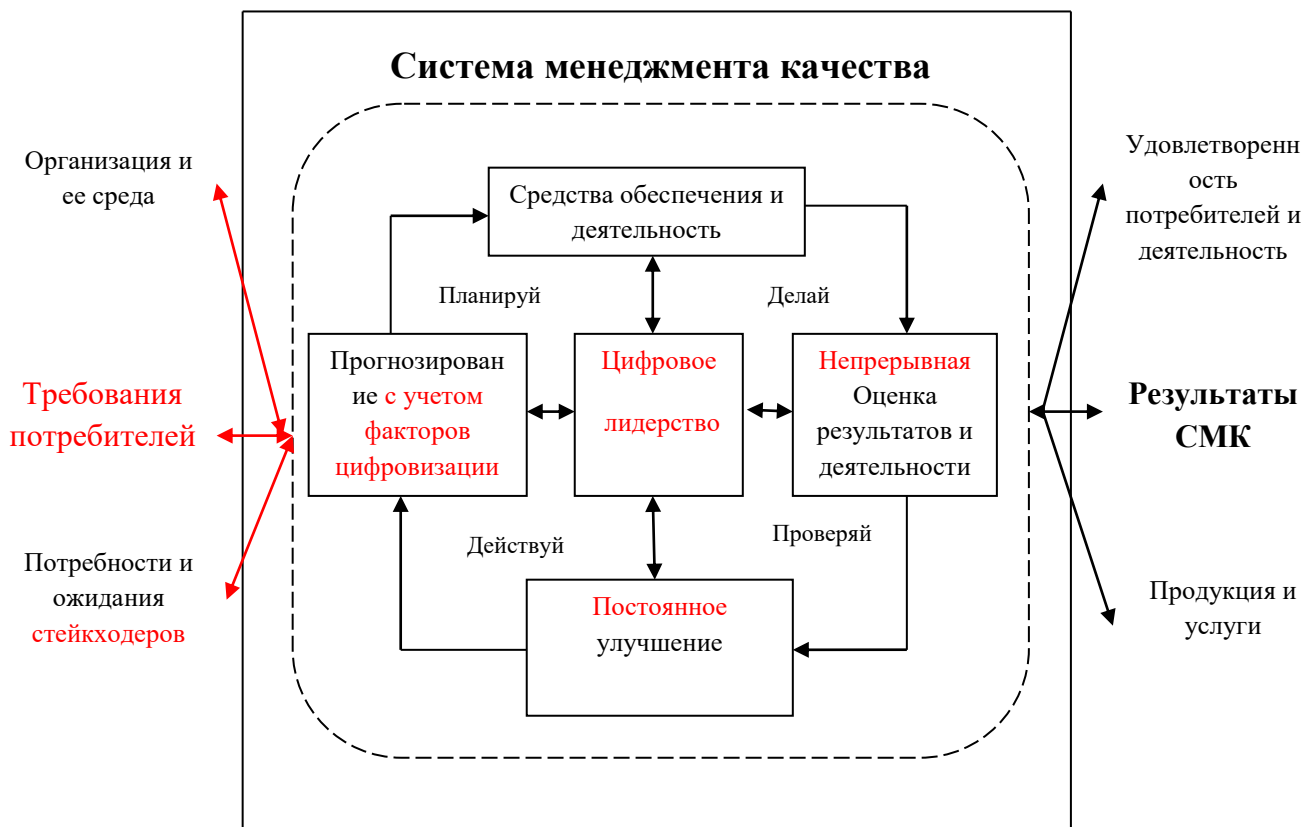 Система менеджмента качества
Организация и
ее среда
Требования
потребителей
Потребности и
ожидания
стейкходеров
Средства обеспечения и
деятельность
Планируй
Делай
Прогнозирован
ие с учетом
факторов
цифровизации
Цифровое
лидерство
Непрерывная
Оценка
результатов и
деятельности
Действуй
Проверяй
Постоянное
улучшение
Удовлетворенн
ость
потребителей и
деятельность
Результаты
СМК
Продукция и
услуги